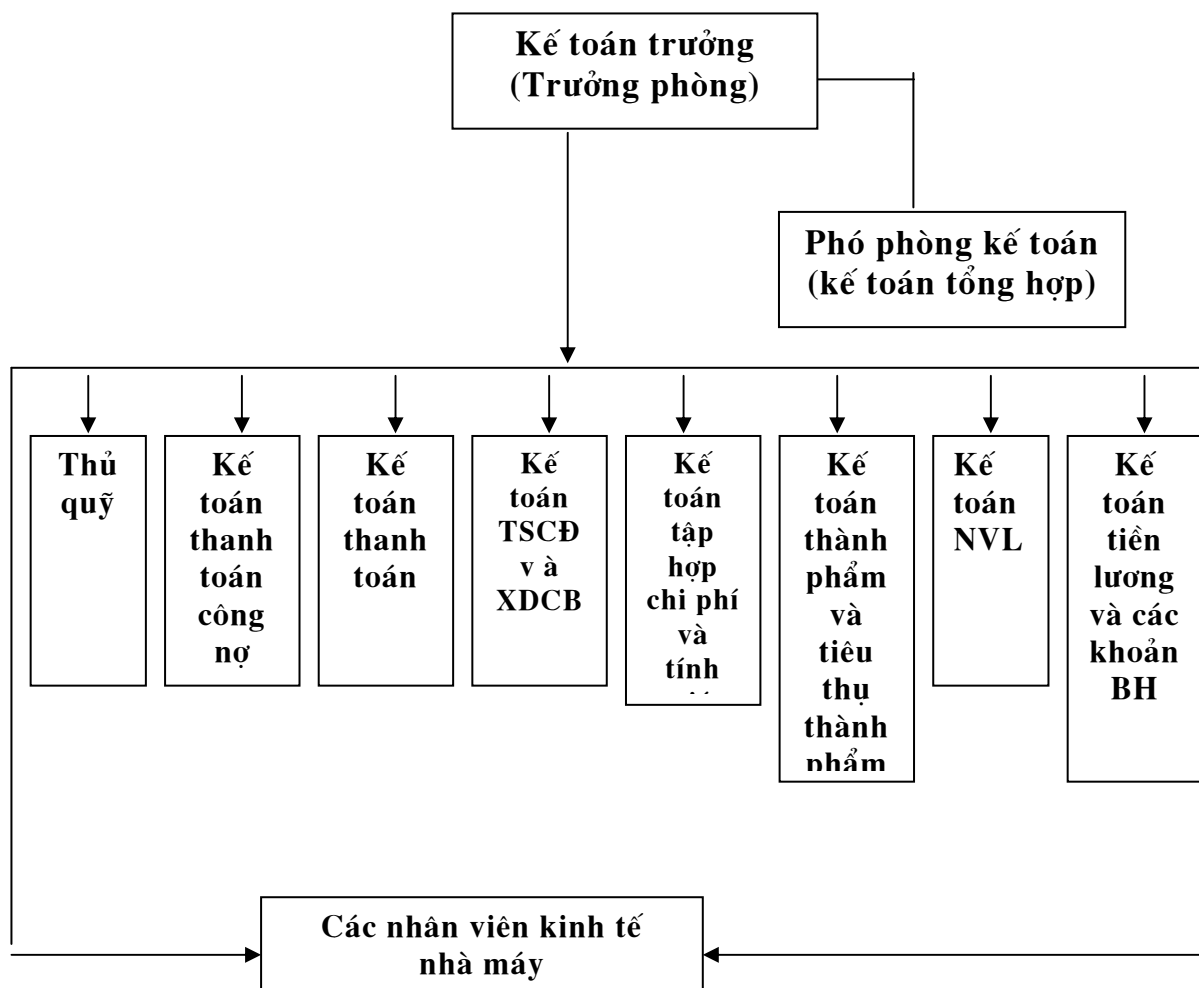 Kế toán trưởng
(Trưởng phòng)
Phó phòng kế toán
(kế toán tổng hợp)
Thủ
quỹ
Kế
toán
thanh
toán
công
nợ
Kế
toán
thanh
toán
Kế
toán
TSCĐ
v à
XDCB
Kế
toán
tập
hợp
chi phí
và
tính
Kế
toán
thành
phẩm
và
tiêu
thụ
thành
phẩm
Kế
toán
NVL
Kế
toán
tiền
lương
và các
khoản
BH
Các nhân viên kinh tế
nhà máy